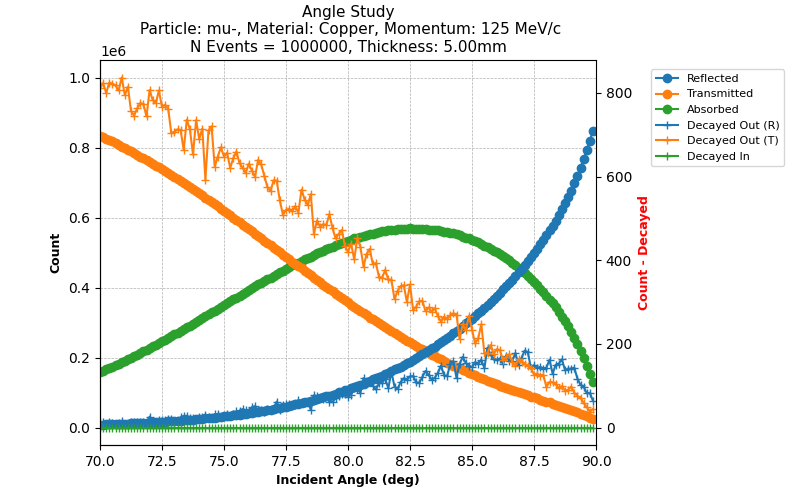 Angle Study
Particle: mu-, Material: Copper, Momentum: 125 MeV/c
N Events = 1000000, Thickness: 5.00mm
1e6
1.0
0.8
0.6
0.4
0.2
0.0
Count
800
600
400
200
0
Count - Decayed
70.0 72.5 75.0 77.5 80.0 82.5 85.0 87.5 90.0
Incident Angle (deg)
Reflected
Transmitted
Absorbed
Decayed Out (R)
Decayed Out (T)
Decayed In